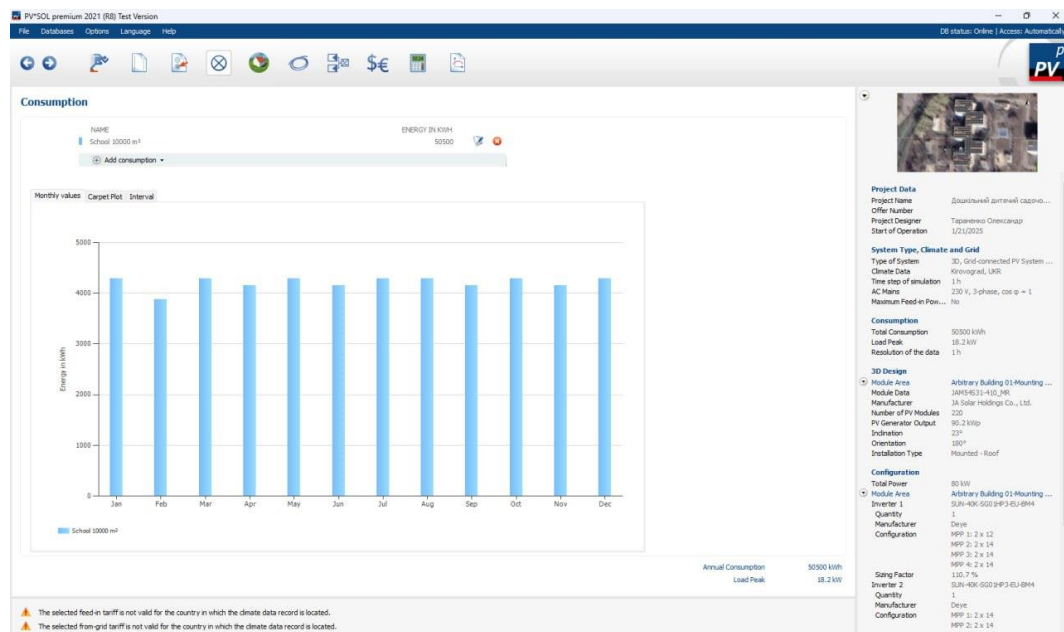 PV*SOL premium 2021 (R8) Test Version
File Databases Options Language Help
DB status: Online | Access: Automatically
PV
Consumption
NAME ENERGY IN KWH
School 10000 m³ 50500
Add consumption
Monthly values Carpet Plot Interval
Energy in kWh
5000
4000
3000
2000
1000
0
Jan Feb Mar Apr May Jun Jul Aug Sep Oct Nov Dec
School 10000 m³
Annual Consumption 50500 kWh
Load Peak 18.2 kW
The selected feed-in tariff is not valid for the country in which the climate data record is located.
The selected from-grid tariff is not valid for the country in which the climate data record is located.
Project Data
Project Name Дошкільний дитячий садочо...
Offer Number
Project Designer Тараненко Олександр
Start of Operation 1/21/2025
System Type, Climate and Grid
Type of System 3D, Grid-connected PV System ...
Climate Data Kirovograd, UKR
Time step of simulation 1 h
AC Mains 230 V, 3-phase, cos φ = 1
Maximum Feed-in Pow... No
Consumption
Total Consumption 50500 kWh
Load Peak 18.2 kW
Resolution of the data 1 h
3D Design
Module Area Arbitrary Building 01-Mounting ...
Module Data JAM54S31-410_MR
Manufacturer JA Solar Holdings Co., Ltd.
Number of PV Modules 220
PV Generator Output 90.2 kWp
Inclination 23°
Orientation 180°
Installation Type Mounted - Roof
Configuration
Total Power 80 kW
Module Area Arbitrary Building 01-Mounting ...
Inverter 1 SUN-40K-SG01HP3-EU-BM4
Quantity 1
Manufacturer Deye
Configuration MPP 1: 2 x 12
MPP 2: 2 x 14
MPP 3: 2 x 14
MPP 4: 2 x 14
Sizing Factor 110.7 %
Inverter 2 SUN-40K-SG01HP3-EU-BM4
Quantity 1
Manufacturer Deye
Configuration MPP 1: 2 x 14
MPP 2: 2 x 14